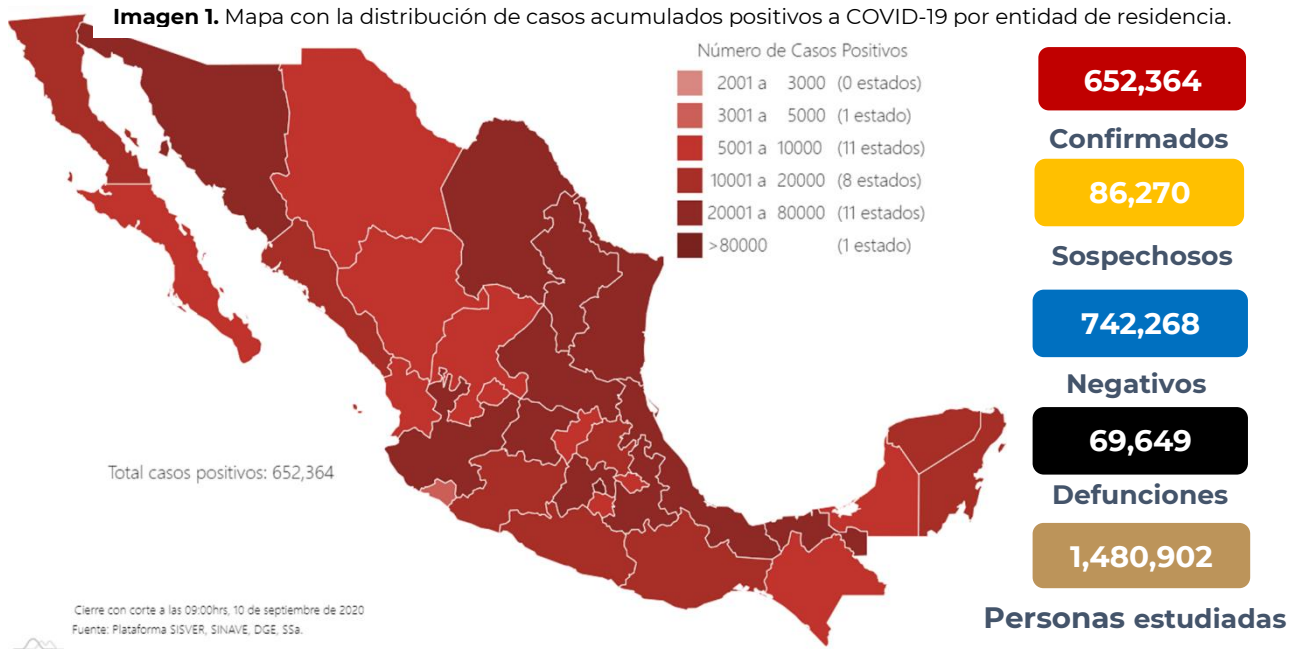 Imagen 1. Mapa con la distribución de casos acumulados positivos a COVID-19 por entidad de residencia.
Número de Casos Positivos
2001 a 3000 (0 estados)
3001 a 5000 (1 estado)
5001 a 10000 (11 estados)
10001 a 20000 (8 estados)
20001 a 80000 (11 estados)
>80000 (1 estado)
652,364
Confirmados
86,270
Sospechosos
742,268
Negativos
69,649
Defunciones
1,480,902
Personas estudiadas
Total casos positivos: 652,364
Cierre con corte a las 09:00hrs, 10 de septiembre de 2020
Fuente: Plataforma SISVER, SINAVE, DGE, SSa.